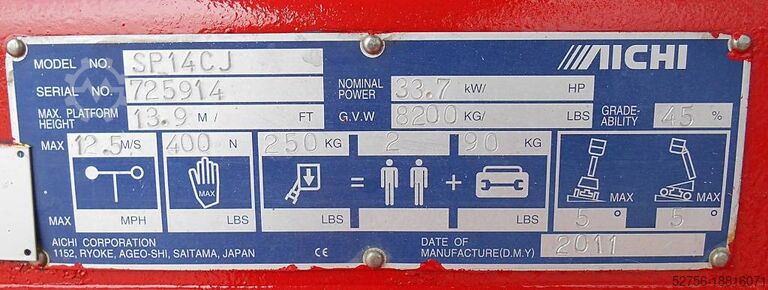 MODEL NO. SP14CJ AICHI
SERIAL NO. 725914 NOMINAL POWER 33.7 kW/ HP
MAX. PLATFORM HEIGHT 13.9 M/ FT G.V.W 8200 KG/ LBS GRADE-ABILITY 45 %
MAX 12.5 M/S 400 N 250 KG 2 90 KG
MAX
= +
MAX MAX
MAX MPH LBS LBS LBS 5° 5°
AICHI CORPORATION
1152, RYOKE, AGEO-SHI, SAITAMA, JAPAN CE
DATE OF
MANUFACTURE(D.M.Y) 2011
52756-18816071